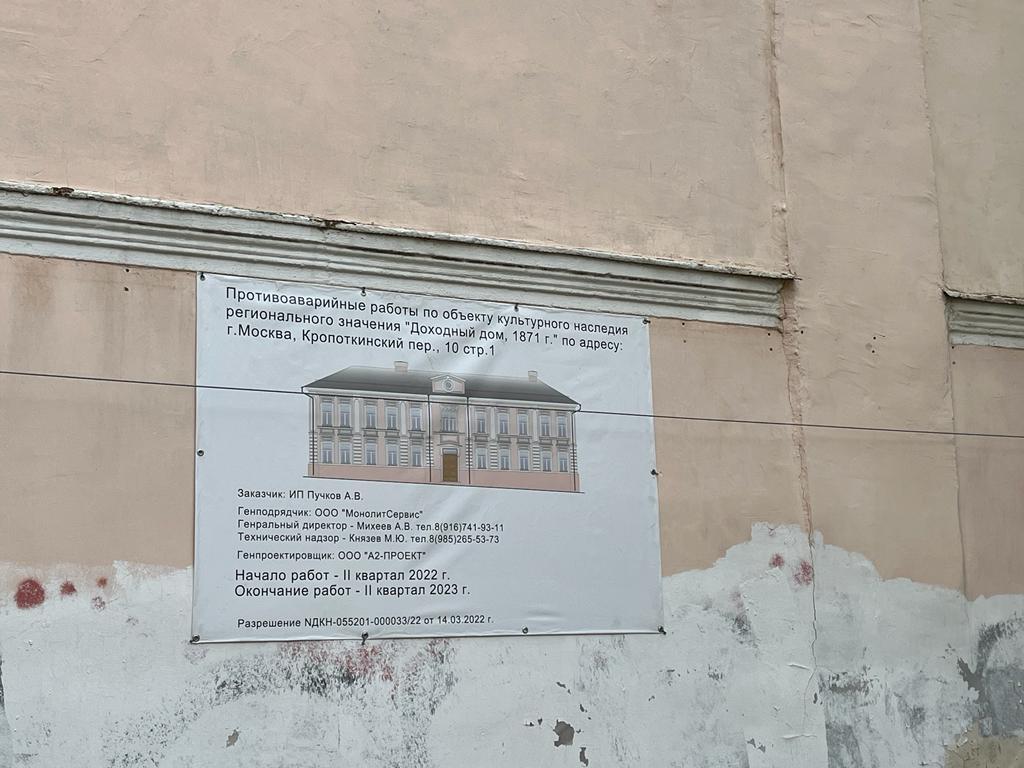 Противоаварийные работы по объекту культурного наследия
регионального значения "Доходный дом, 1871 г." по адресу:
г.Москва, Кропоткинский пер., 10 стр.1
Заказчик: ИП Пучков А.В.
Генподрядчик: ООО "МонолитСервис"
Генральный директор - Михеев А.В. тел.8(916)741-93-11
Технический надзор - Князев М.Ю. тел.8(985)265-53-73
Генпроектировщик: ООО "А2-ПРОЕКТ"
Начало работ - II квартал 2022 г.
Окончание работ - II квартал 2023 г.
Разрешение №ДКН-055201-000033/22 от 14.03.2022 г.